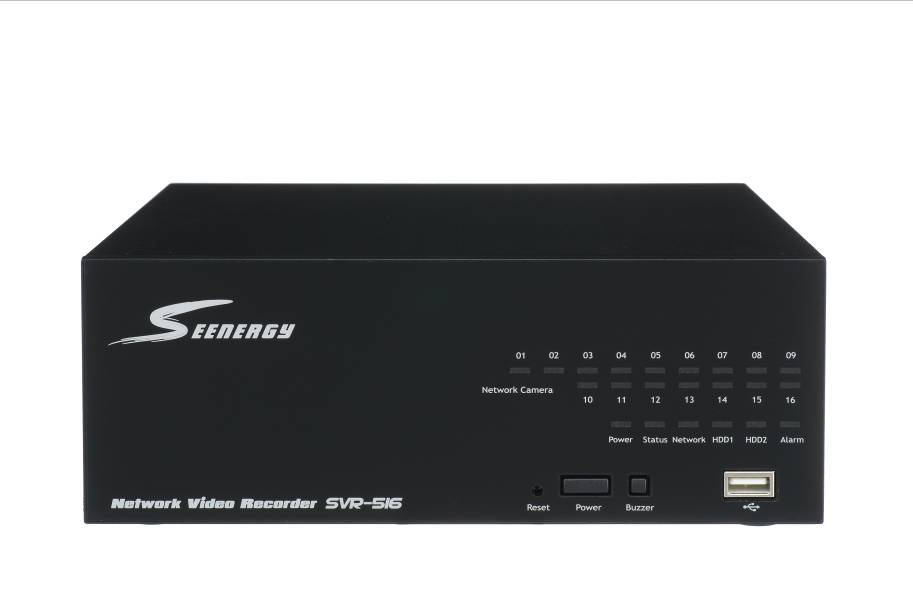 SEENERGY
01 02 03 04 05 06 07 08 09
Network Camera
10 11 12 13 14 15 16
Power Status Network HDD1 HDD2 Alarm
Network Video Recorder SVR-516
Reset Power Buzzer